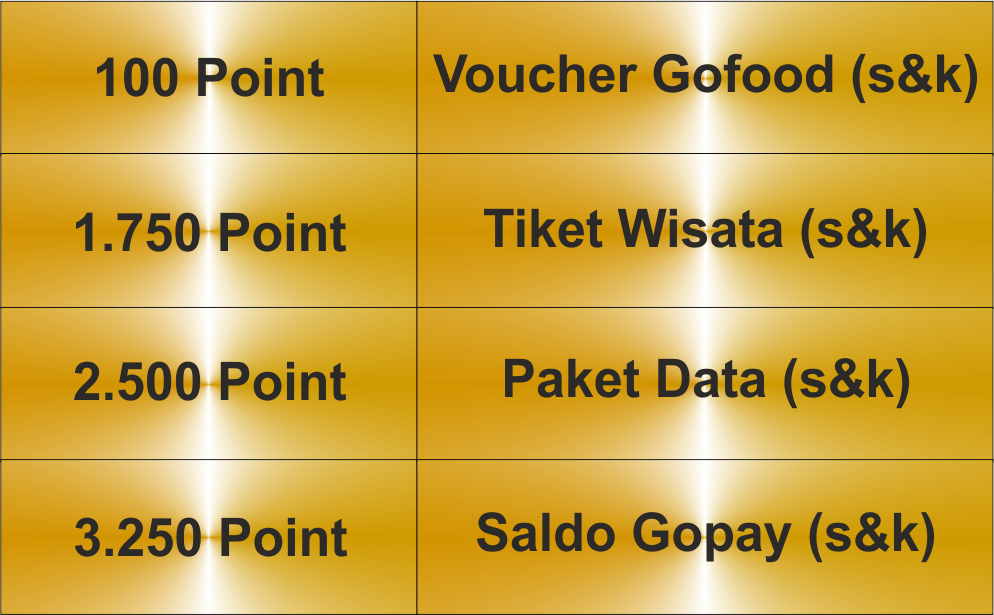 100 Point Voucher Gofood (s&k)
1.750 Point Tiket Wisata (s&k)
2.500 Point Paket Data (s&k)
3.250 Point Saldo Gopay (s&k)